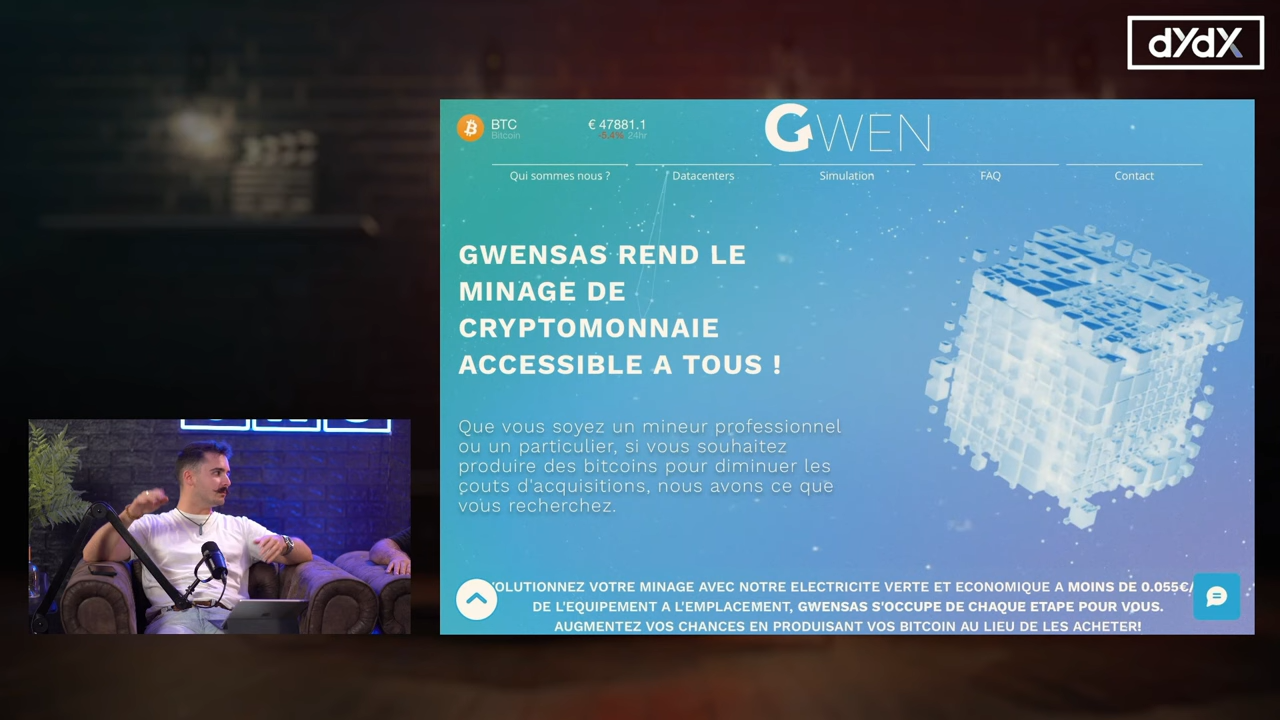 dYdX
BTC
Bitcoin
€ 47881.1
-5.4% 24hr
GWEN
Qui sommes nous ?
Datacenters
Simulation
FAQ
Contact
GWENSAS REND LE
MINAGE DE
CRYPTOMONNAIE
ACCESSIBLE A TOUS !
Que vous soyez un mineur professionnel
ou un particulier, si vous souhaitez
produire des bitcoins pour diminuer les
couts d'acquisitions, nous avons ce que
vous recherchez.
OLUTIONNEZ VOTRE MINAGE AVEC NOTRE ELECTRICITE VERTE ET ECONOMIQUE A MOINS DE 0.055€/
DE L'EQUIPEMENT A L'EMPLACEMENT, GWENSAS S'OCCUPE DE CHAQUE ETAPE POUR VOUS.
AUGMENTEZ VOS CHANCES EN PRODUISANT VOS BITCOIN AU LIEU DE LES ACHETER!